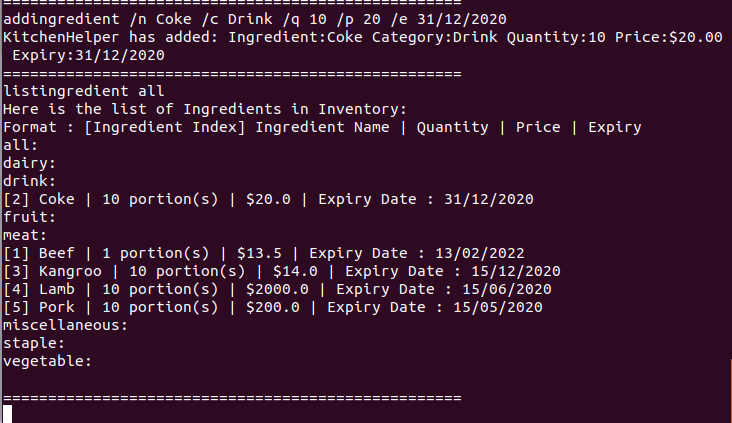 ===================================================
addingredient /n Coke /c Drink /q 10 /p 20 /e 31/12/2020
KitchenHelper has added: Ingredient:Coke Category:Drink Quantity:10 Price:$20.00
 Expiry:31/12/2020
===================================================
listingredient all
Here is the list of Ingredients in Inventory:
Format : [Ingredient Index] Ingredient Name | Quantity | Price | Expiry
all:
dairy:
drink:
[2] Coke | 10 portion(s) | $20.0 | Expiry Date : 31/12/2020
fruit:
meat:
[1] Beef | 1 portion(s) | $13.5 | Expiry Date : 13/02/2022
[3] Kangroo | 10 portion(s) | $14.0 | Expiry Date : 15/12/2020
[4] Lamb | 10 portion(s) | $2000.0 | Expiry Date : 15/06/2020
[5] Pork | 10 portion(s) | $200.0 | Expiry Date : 15/05/2020
miscellaneous:
staple:
vegetable:

===================================================